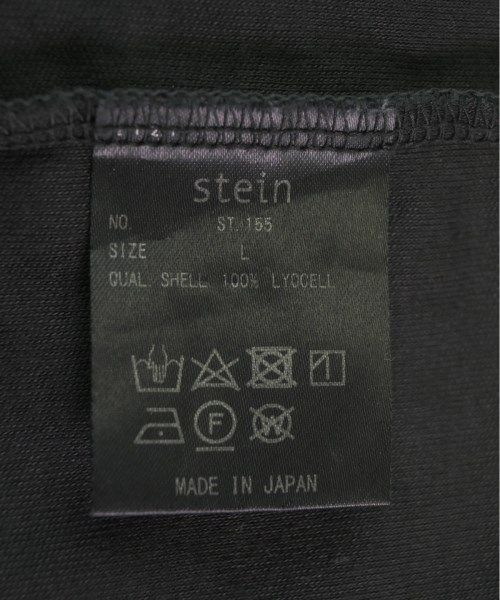 stein
NO. ST.155
SIZE L
QUAL SHELL 100% LYOCELL
F W
MADE IN JAPAN